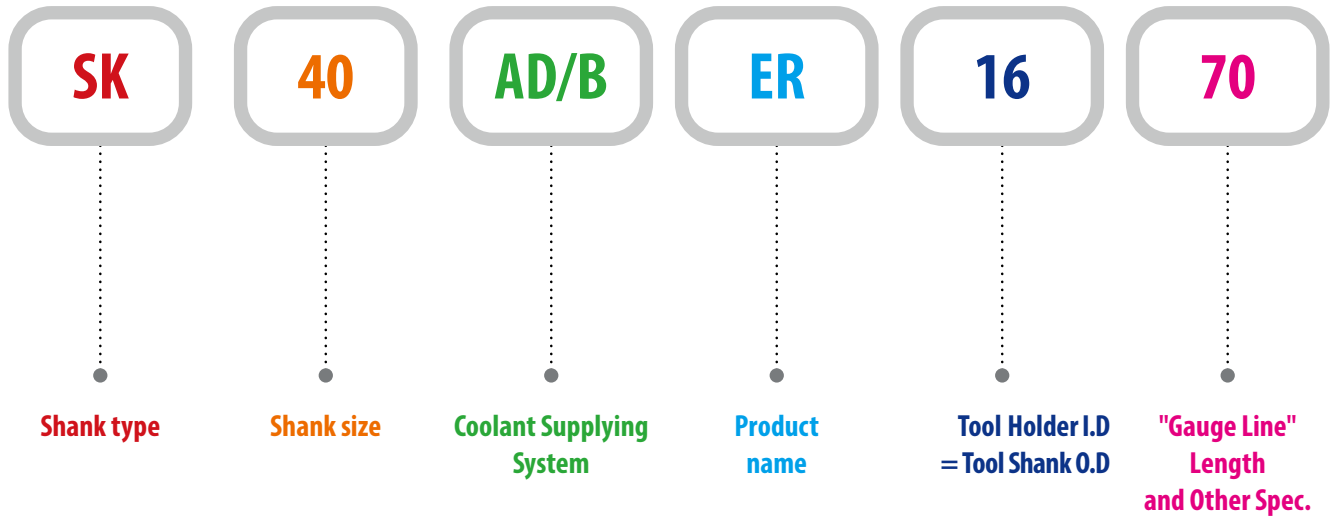 SK 40 AD/B ER 16 70
Shank type
Shank size
Coolant Supplying
System
Product
name
Tool Holder I.D
= Tool Shank O.D
"Gauge Line"
Length
and Other Spec.